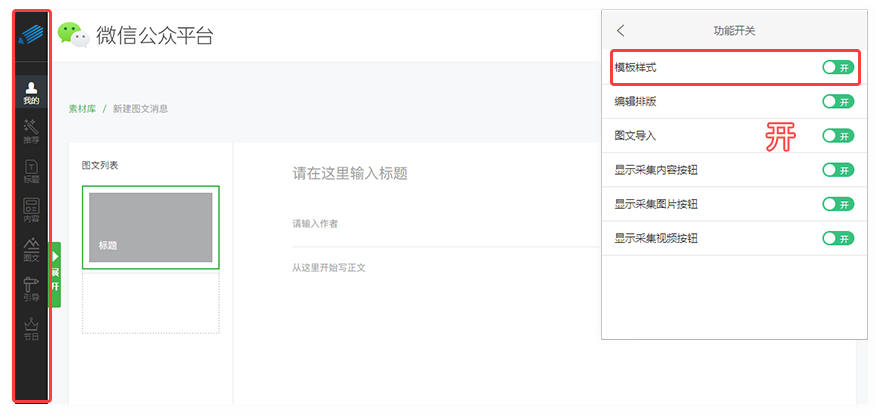 微信公众平台
我的
推荐
标题
内容
图文
引导
节日
展
开
素材库 / 新建图文消息
图文列表
标题
请在这里输入标题
请输入作者
从这里开始写正文
功能开关
模板样式 开
编辑排版 开
图文导入 开
开
显示采集内容按钮 开
显示采集图片按钮 开
显示采集视频按钮 开